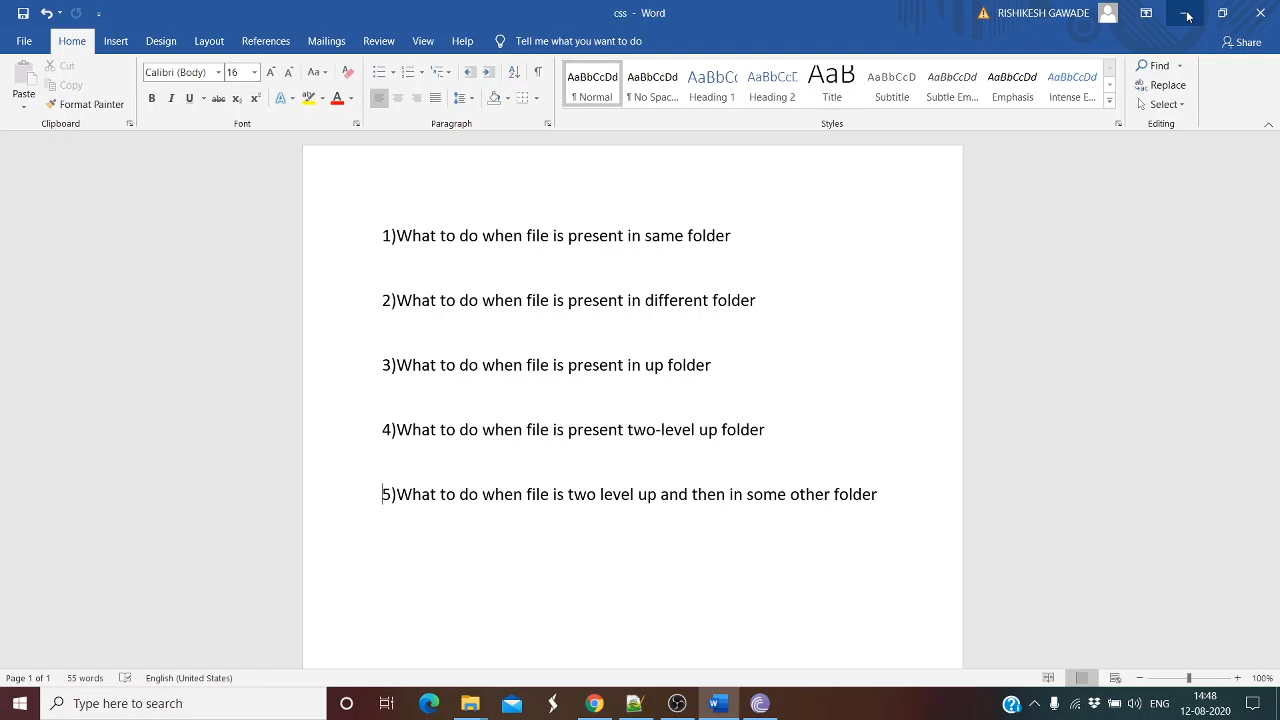 css - Word
RISHIKESH GAWADE
File Home Insert Design Layout References Mailings Review View Help Tell me what you want to do Share
Paste
Cut
Copy
Format Painter
Clipboard
Calibri (Body) 16
Font
Paragraph
AaBbCcDd AaBbCcDd AaBbCc AaBbCcD AaB AaBbCcD AaBbCcDd AaBbCcDd AaBbCcDd
¶ Normal ¶ No Spac... Heading 1 Heading 2 Title Subtitle Subtle Em... Emphasis Intense E...
Styles
Find
Replace
Select
Editing
1)What to do when file is present in same folder
2)What to do when file is present in different folder
3)What to do when file is present in up folder
4)What to do when file is present two-level up folder
5)What to do when file is two level up and then in some other folder
Page 1 of 1 55 words English (United States) 100%
Type here to search
ENG
14:48
12-08-2020